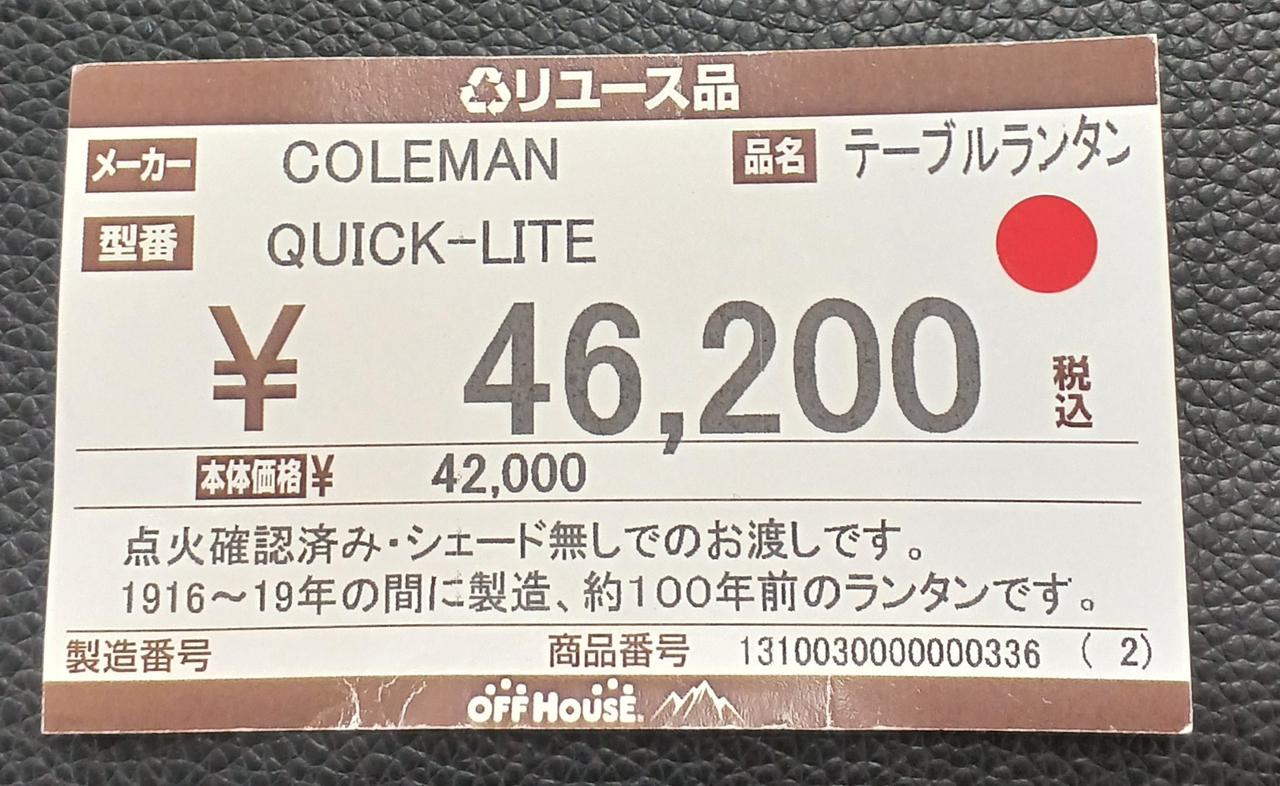 リユース品
メーカー COLEMAN 品名 テーブルランタン
型番 QUICK-LITE
¥ 46,200 税込
本体価格 ¥ 42,000
点火確認済み・シェード無しでのお渡しです。
1916〜19年の間に製造、約100年前のランタンです。
製造番号 商品番号 1310030000000336 ( 2)
OFF HOUSE